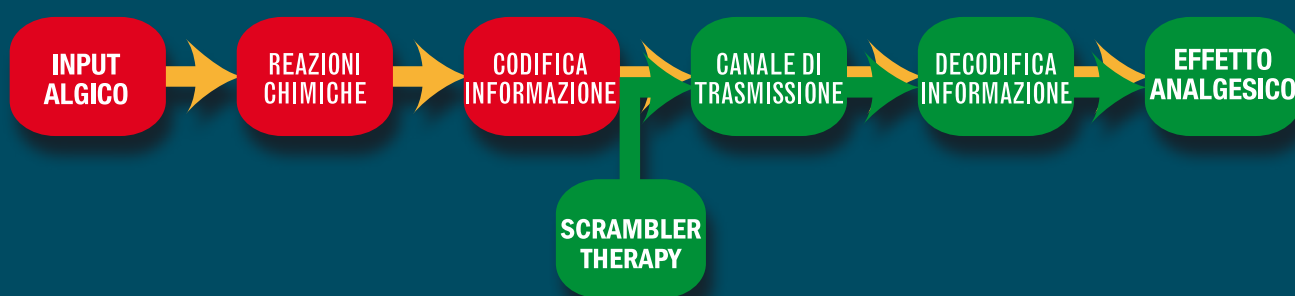 INPUT
ALGICO
REAZIONI
CHIMICHE
CODIFICA
INFORMAZIONE
CANALE DI
TRASMISSIONE
DECODIFICA
INFORMAZIONE
EFFETTO
ANALGESICO
SCRAMBLER
THERAPY